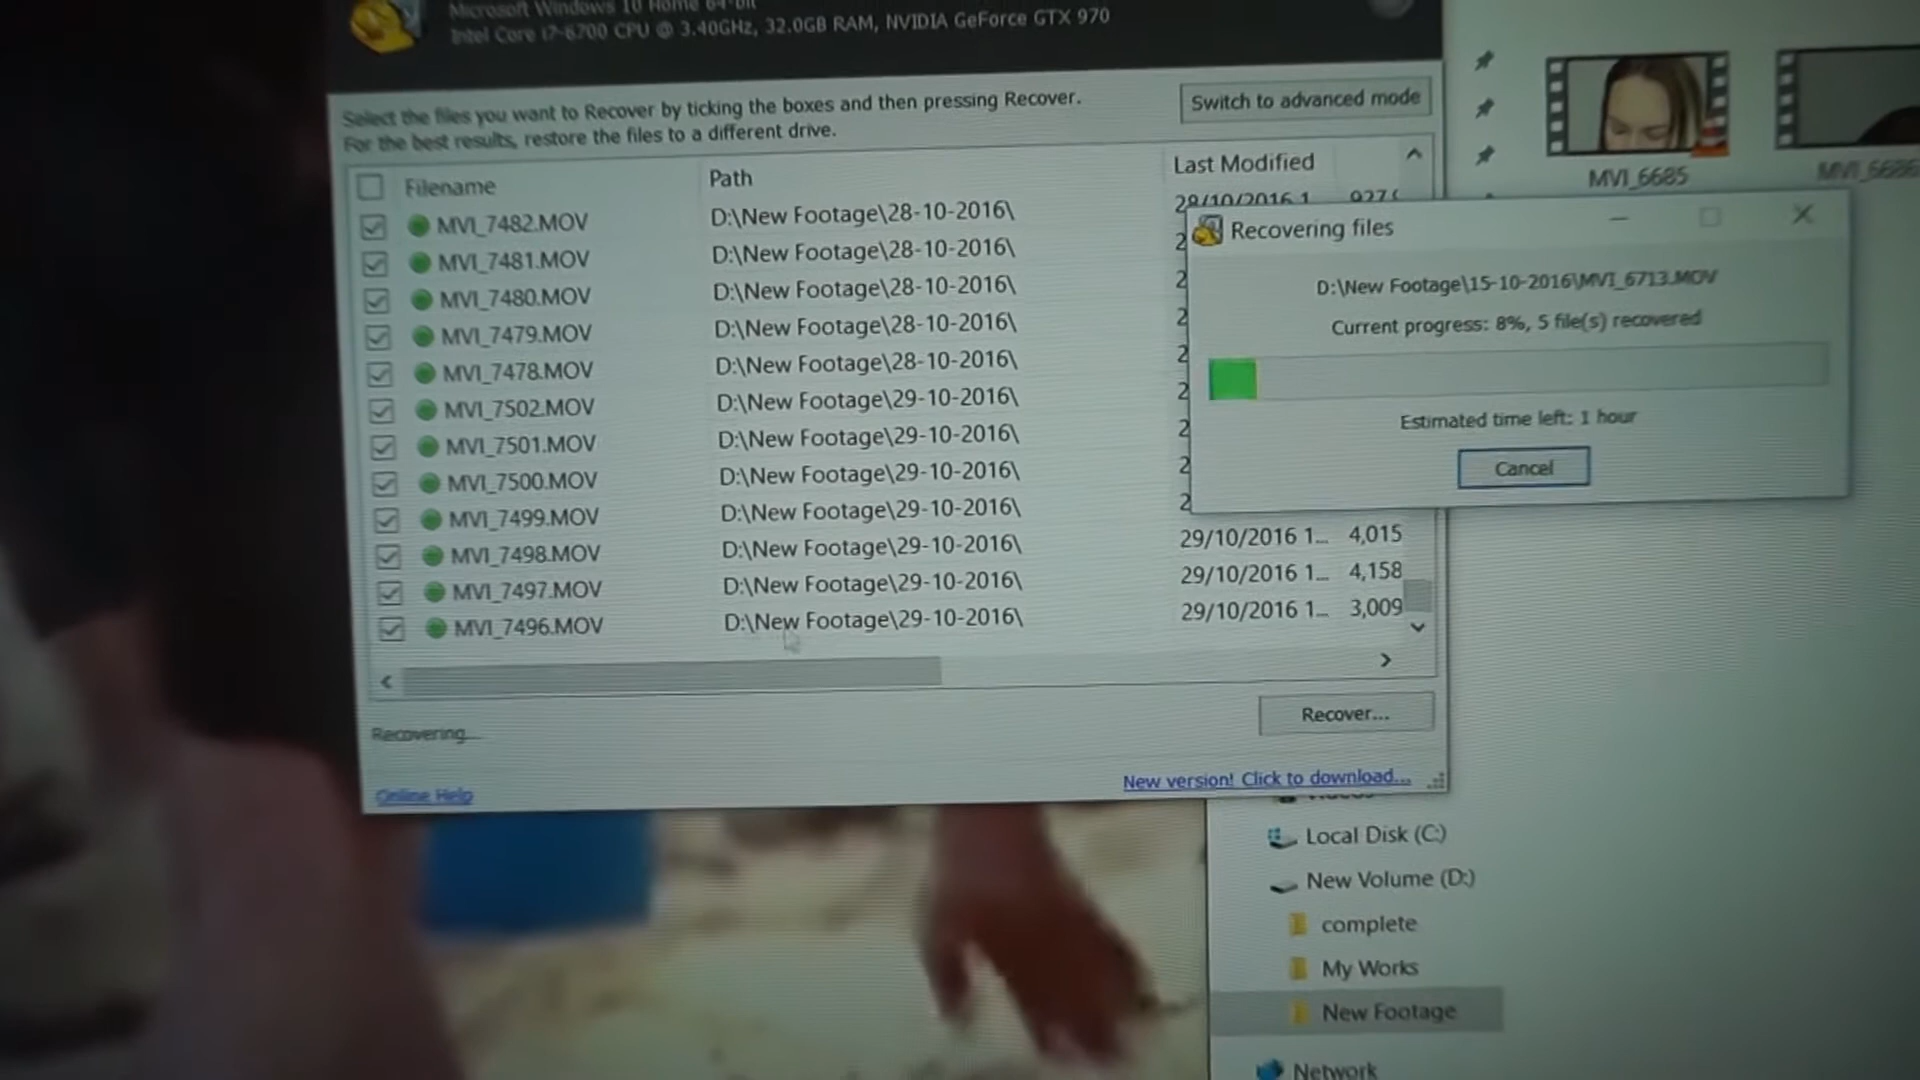 Microsoft Windows 10 Home 64-bit
Intel Core i7-6700 CPU @ 3.40GHz, 32.0GB RAM, NVIDIA GeForce GTX 970
Select the files you want to Recover by ticking the boxes and then pressing Recover.
For the best results, restore the files to a different drive.
Switch to advanced mode
Filename Path Last Modified
28/10/2016 1...
MVI_7482.MOV D:\New Footage\28-10-2016\
MVI_7481.MOV D:\New Footage\28-10-2016\
MVI_7480.MOV D:\New Footage\28-10-2016\
MVI_7479.MOV D:\New Footage\28-10-2016\
MVI_7478.MOV D:\New Footage\28-10-2016\
MVI_7502.MOV D:\New Footage\29-10-2016\
MVI_7501.MOV D:\New Footage\29-10-2016\
MVI_7500.MOV D:\New Footage\29-10-2016\
MVI_7499.MOV D:\New Footage\29-10-2016\
MVI_7498.MOV D:\New Footage\29-10-2016\ 29/10/2016 1... 4,015
MVI_7497.MOV D:\New Footage\29-10-2016\ 29/10/2016 1... 4,158
MVI_7496.MOV D:\New Footage\29-10-2016\ 29/10/2016 1... 3,009
Recover...
Recovering...
Online Help
New version! Click to download...
MVI_6685
MVI_6686
Recovering files
D:\New Footage\15-10-2016\MVI_6713.MOV
Current progress: 8%, 5 file(s) recovered
Estimated time left: 1 hour
Cancel
Local Disk (C:)
New Volume (D:)
complete
My Works
New Footage
Network